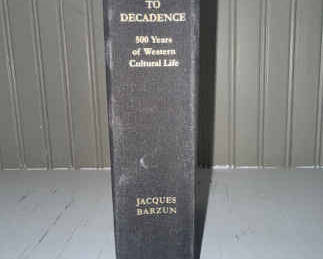 TO
DECADENCE
500 Years
of Western
Cultural Life
JACQUES
BARZUN